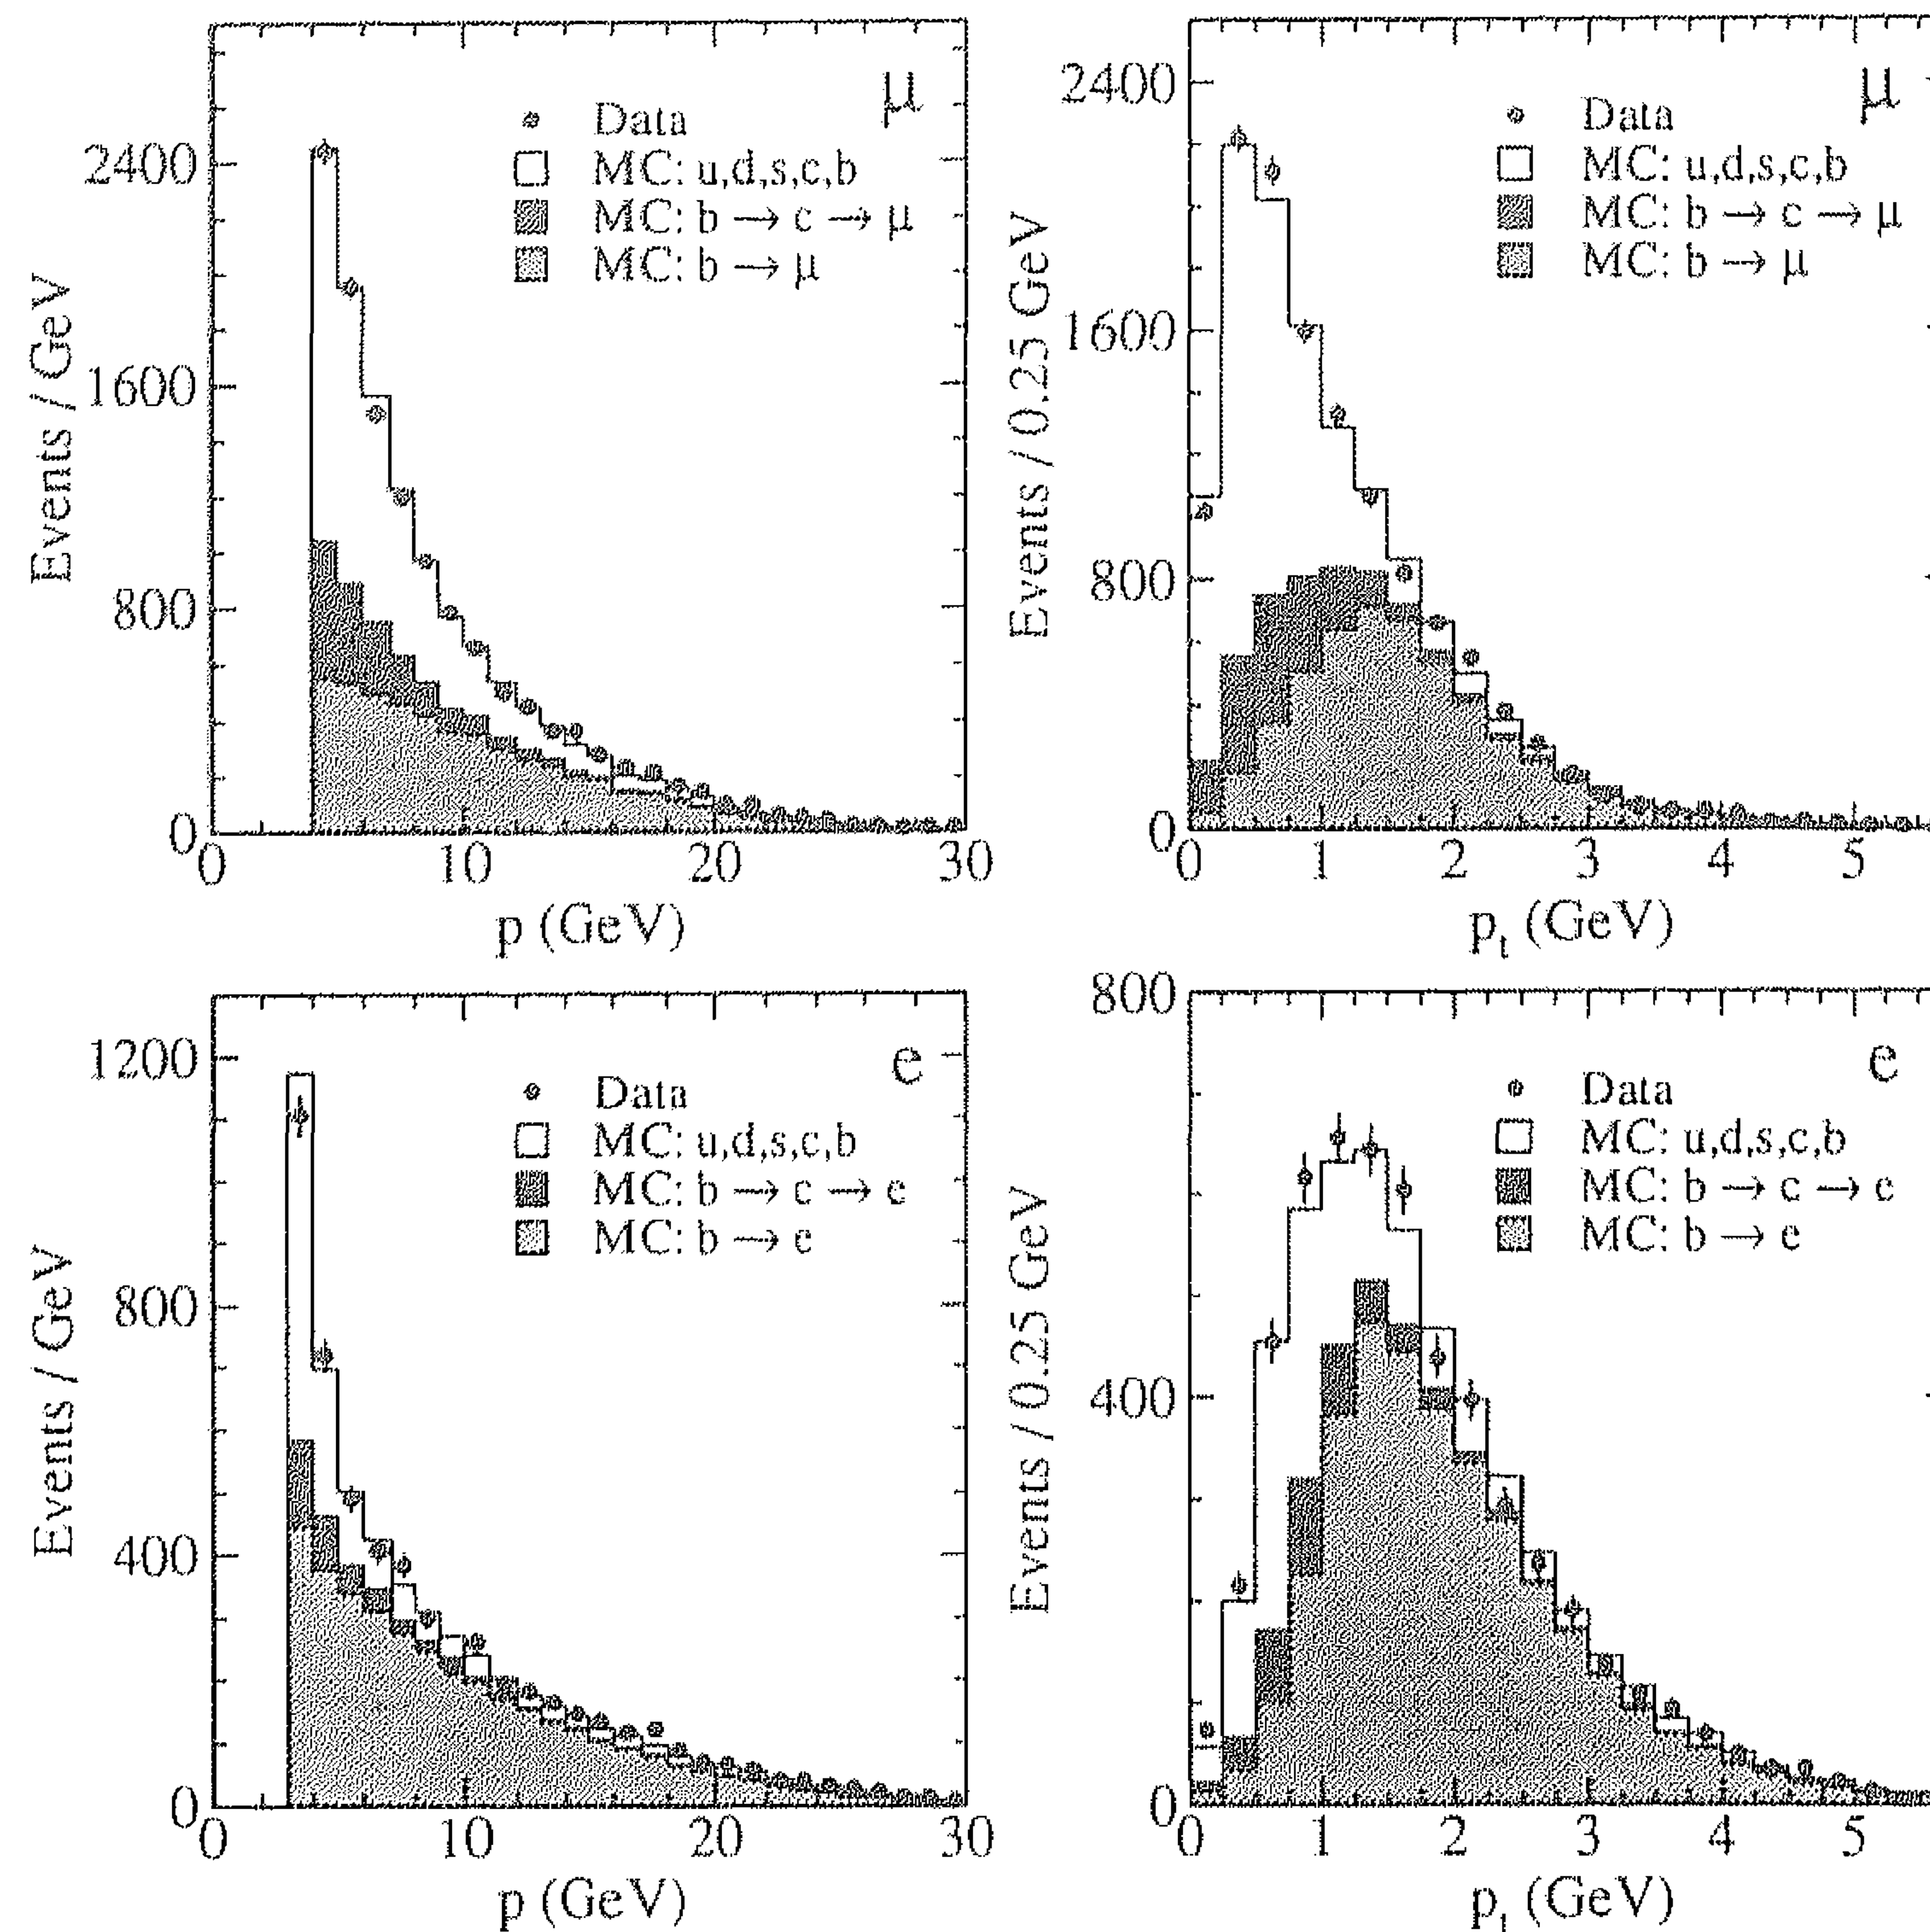 μ
Data
MC: u,d,s,c,b
MC: b → c → μ
MC: b → μ
2400
1600
800
0
Events / GeV
0 10 20 30
p (GeV)
μ
Data
MC: u,d,s,c,b
MC: b → c → μ
MC: b → μ
2400
1600
800
0
Events / 0.25 GeV
0 1 2 3 4 5
pₜ (GeV)
e
Data
MC: u,d,s,c,b
MC: b → c → e
MC: b → e
1200
800
400
0
Events / GeV
0 10 20 30
p (GeV)
e
Data
MC: u,d,s,c,b
MC: b → c → e
MC: b → e
800
400
0
Events / 0.25 GeV
0 1 2 3 4 5
pₜ (GeV)